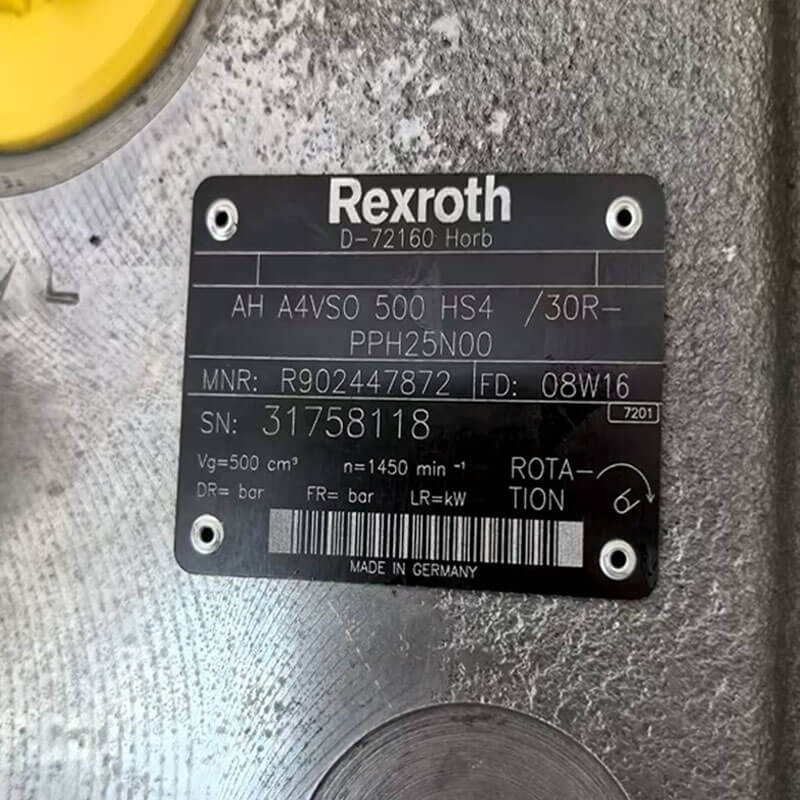 Rexroth
D-72160 Horb
AH A4VSO 500 HS4 /30R-
PPH25N00
MNR: R902447872 FD: 08W16
7201
SN: 31758118
Vg=500 cm³ n=1450 min⁻¹ ROTA-
DR= bar FR= bar LR=kW TION
MADE IN GERMANY